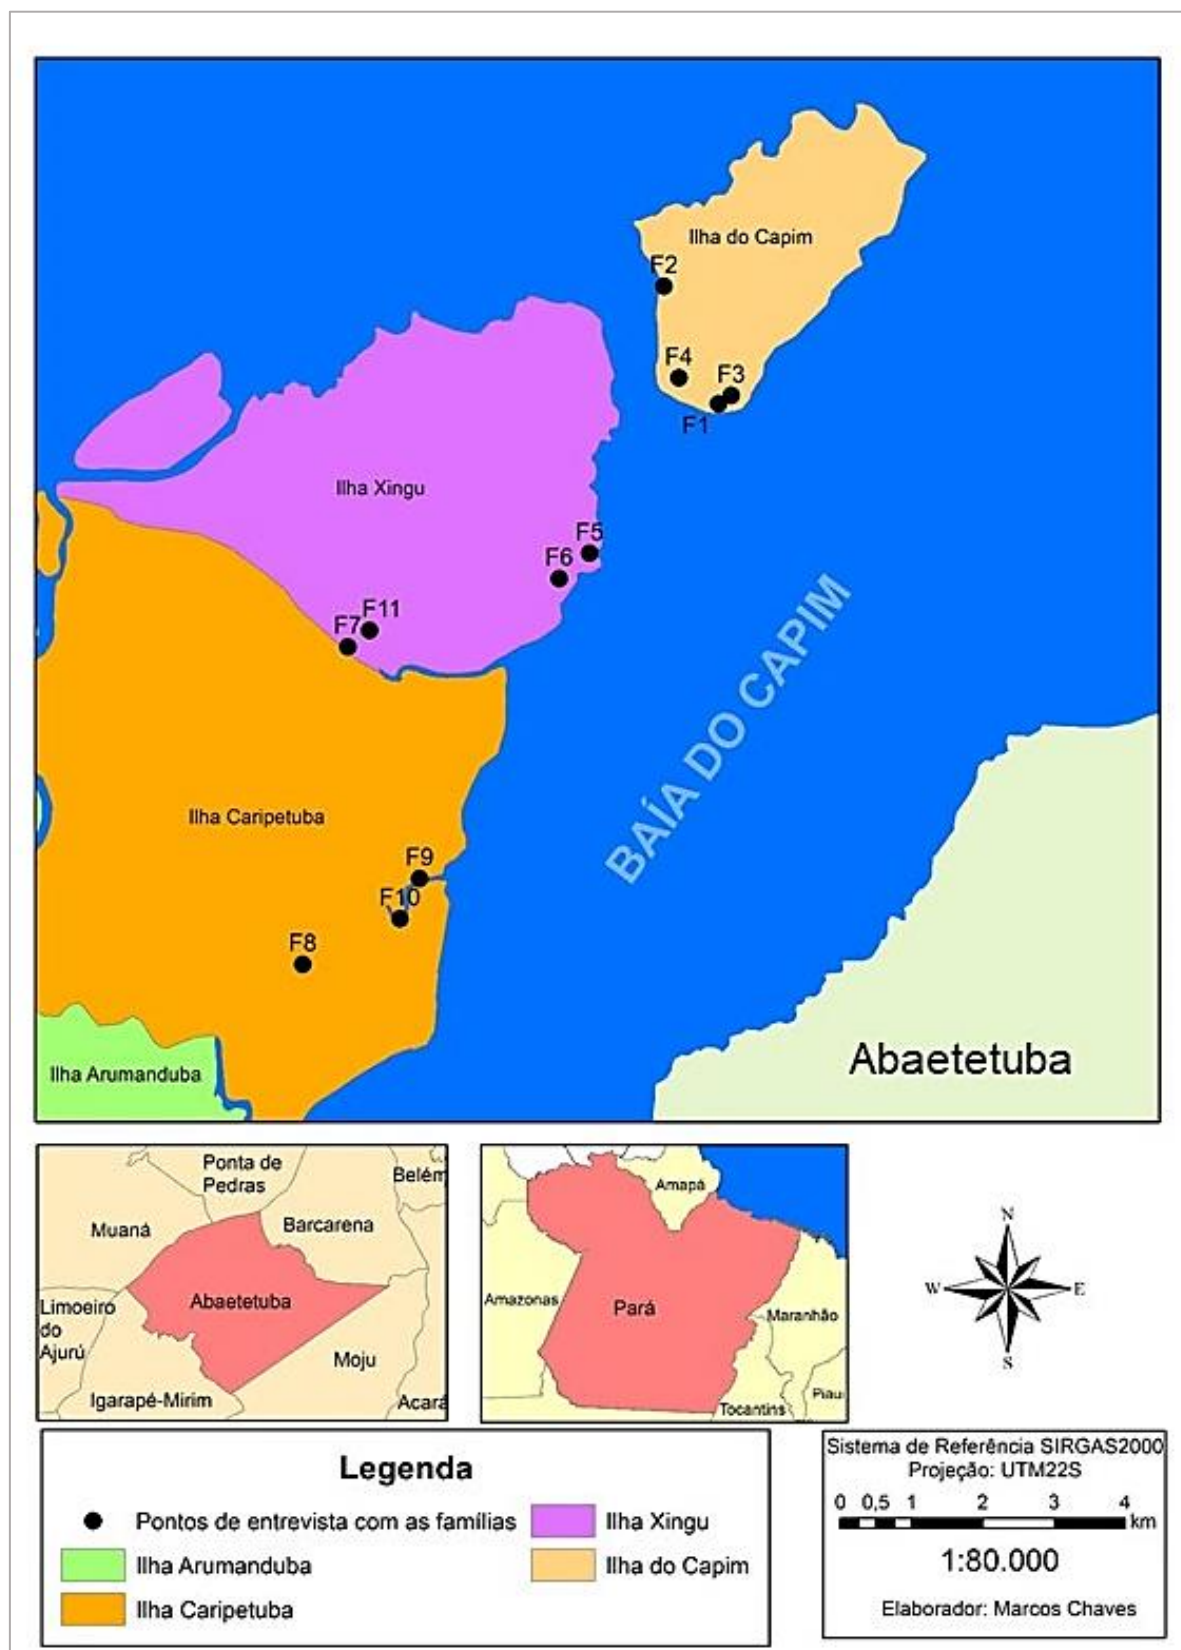 Ilha do Capim
F2
F4
F3
F1
Ilha Xingu
F5
F6
F11
F7
BAÍA DO CAPIM
Ilha Caripetuba
F9
F10
F8
Abaetetuba
Ilha Arumanduba
Ponta de
Pedras
Belém
Muaná
Barcarena
Abaetetuba
Limoeiro
do
Ajurú
Moju
Igarapé-Mirim
Acará
Amapá
Amazonas
Pará
Maranhão
Piauí
Tocantins
N
W
E
S
Legenda
Pontos de entrevista com as famílias
Ilha Arumanduba
Ilha Caripetuba
Ilha Xingu
Ilha do Capim
Sistema de Referência SIRGAS2000
Projeção: UTM22S
0 0,5 1 2 3 4
km
1:80.000
Elaborador: Marcos Chaves